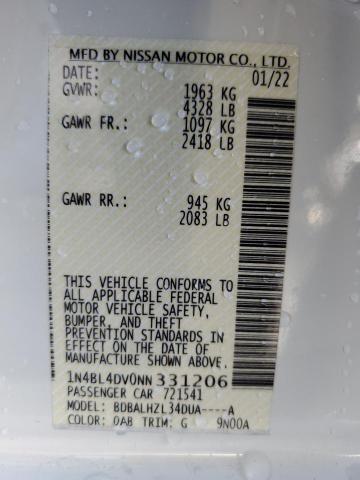 MFD BY NISSAN MOTOR CO., LTD.
DATE: 01/22
GVWR: 1963 KG
4328 LB
GAWR FR.: 1097 KG
2418 LB
GAWR RR.: 945 KG
2083 LB
THIS VEHICLE CONFORMS TO
ALL APPLICABLE FEDERAL
MOTOR VEHICLE SAFETY,
BUMPER, AND THEFT
PREVENTION STANDARDS IN
EFFECT ON THE DATE OF
MANUFACTURE SHOWN ABOVE.
1N4BL4DV0NN331206
PASSENGER CAR 721541
MODEL: BDBALHZL34DUA----A
COLOR: QAB TRIM: G 9N00A